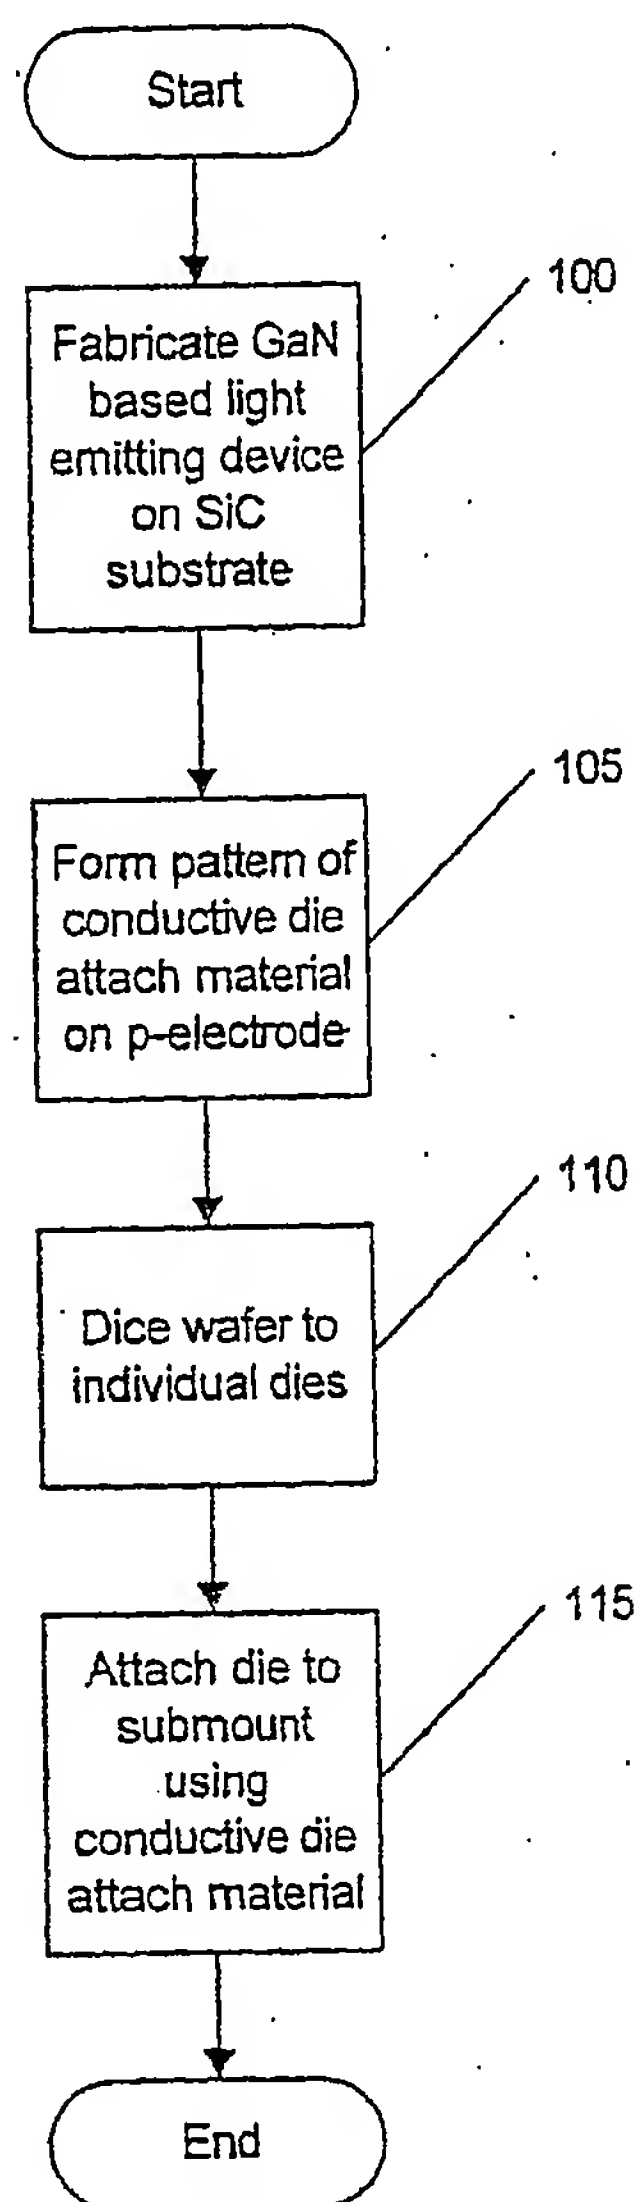 Start
100
Fabricate GaN
based light
emitting device
on SiC
substrate
105
Form pattern of
conductive die
attach material
on p-electrode
110
Dice wafer to
individual dies
115
Attach die to
submount
using
conductive die
attach material
End